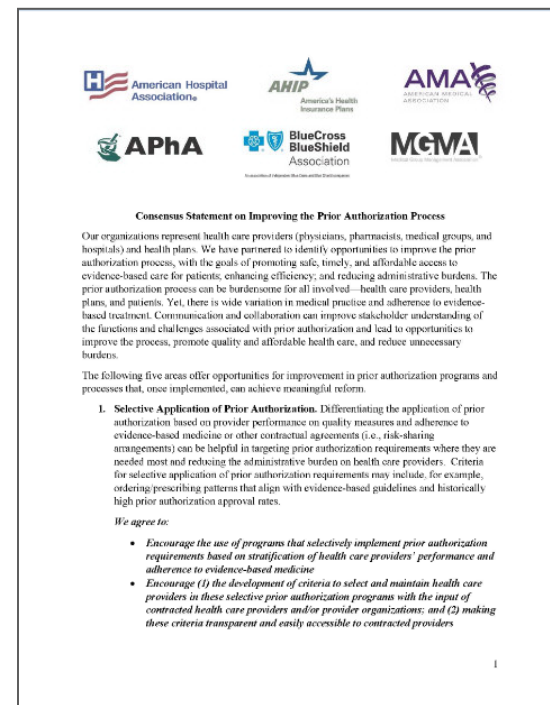 American Hospital
Association®
AHIP
America's Health
Insurance Plans
AMA
AMERICAN MEDICAL
ASSOCIATION
APhA
BlueCross
BlueShield
Association
MGMA
Medical Group Management Association
Consensus Statement on Improving the Prior Authorization Process
Our organizations represent health care providers (physicians, pharmacists, medical groups, and
hospitals) and health plans. We have partnered to identify opportunities to improve the prior
authorization process, with the goals of promoting safe, timely, and affordable access to
evidence-based care for patients; enhancing efficiency; and reducing administrative burdens. The
prior authorization process can be burdensome for all involved—health care providers, health
plans, and patients. Yet, there is wide variation in medical practice and adherence to evidence-
based treatment. Communication and collaboration can improve stakeholder understanding of
the functions and challenges associated with prior authorization and lead to opportunities to
improve the process, promote quality and affordable health care, and reduce unnecessary
burdens.
The following five areas offer opportunities for improvement in prior authorization programs and
processes that, once implemented, can achieve meaningful reform.
1. Selective Application of Prior Authorization. Differentiating the application of prior
authorization based on provider performance on quality measures and adherence to
evidence-based medicine or other contractual agreements (i.e., risk-sharing
arrangements) can be helpful in targeting prior authorization requirements where they are
needed most and reducing the administrative burden on health care providers. Criteria
for selective application of prior authorization requirements may include, for example,
ordering/prescribing patterns that align with evidence-based guidelines and historically
high prior authorization approval rates.
We agree to:
• Encourage the use of programs that selectively implement prior authorization
requirements based on stratification of health care providers' performance and
adherence to evidence-based medicine
• Encourage (1) the development of criteria to select and maintain health care
providers in these selective prior authorization programs with the input of
contracted health care providers and/or provider organizations; and (2) making
these criteria transparent and easily accessible to contracted providers
1